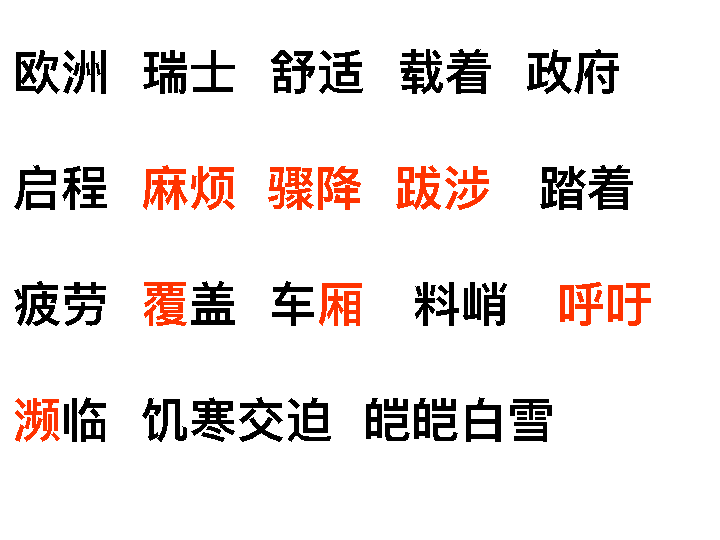 欧洲 瑞士 舒适 载着 政府
启程 麻烦 骤降 跋涉 踏着
疲劳 覆盖 车厢 料峭 呼吁
濒临 饥寒交迫 皑皑白雪